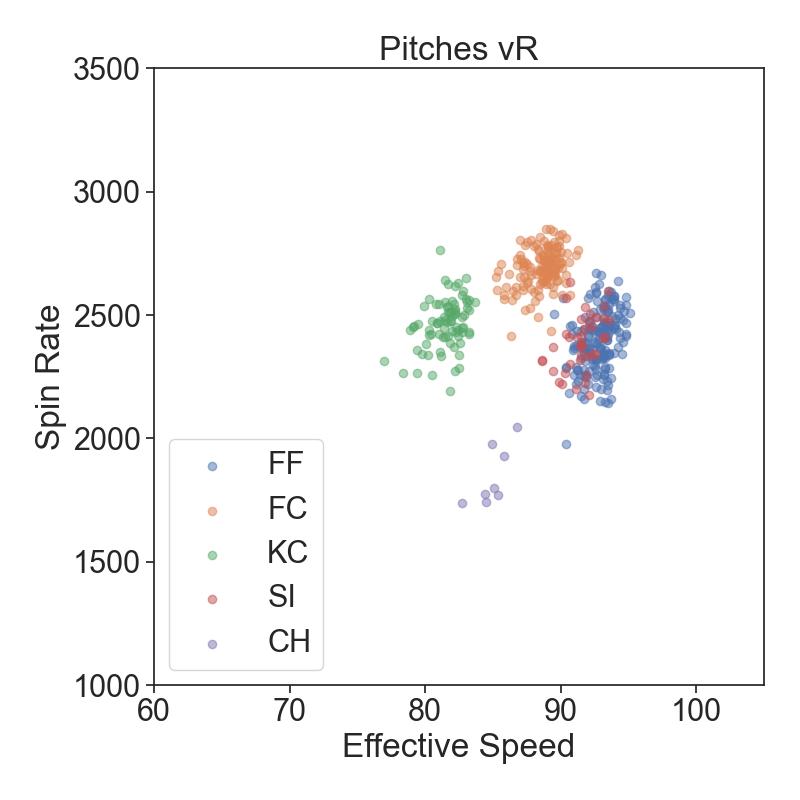 Pitches vR
3500
3000
2500
2000
1500
1000
Spin Rate
FF
FC
KC
SI
CH
60 70 80 90 100
Effective Speed